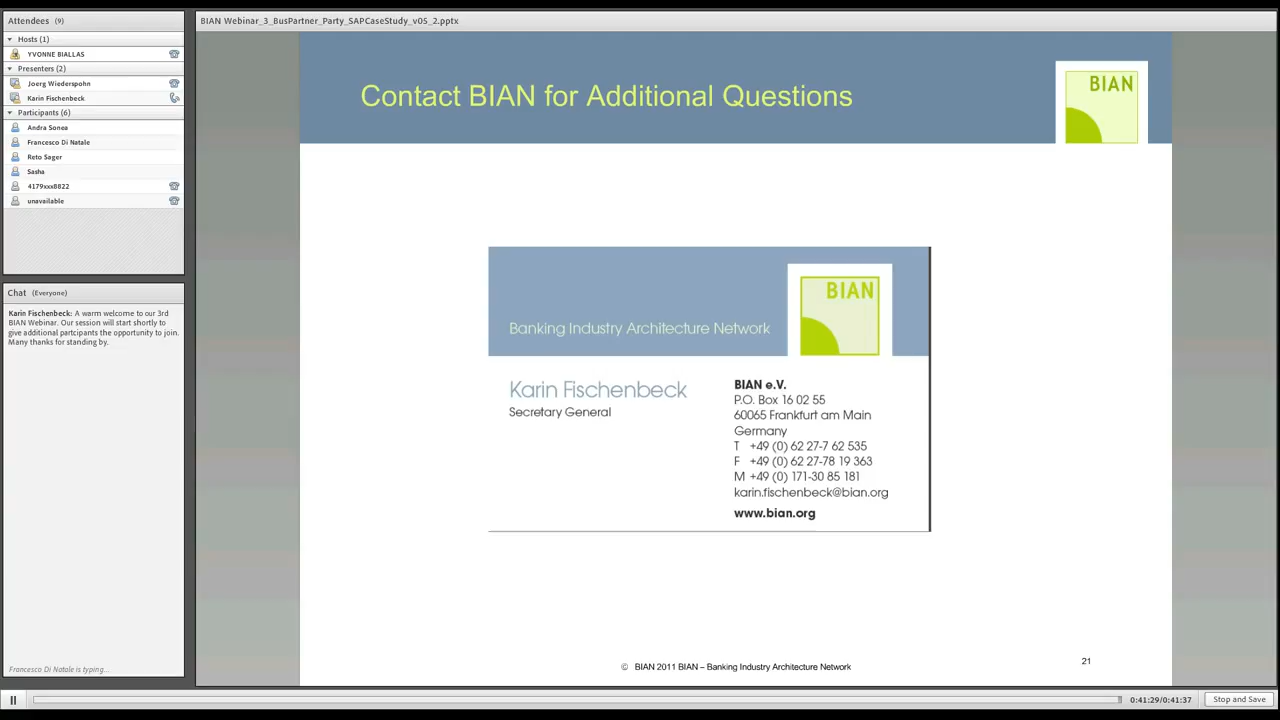 Attendees (9)
Hosts (1)
YVONNE BIALLAS
Presenters (2)
Joerg Wiederspohn
Karin Fischenbeck
Participants (6)
Andra Sonea
Francesco Di Natale
Reto Sager
Sasha
4179xxx8822
unavailable
Chat (Everyone)
Karin Fischenbeck: A warm welcome to our 3rd
BIAN Webinar. Our session will start shortly to
give additional partcipants the opportunity to join.
Many thanks for standing by.
Francesco Di Natale is typing...
BIAN Webinar_3_BusPartner_Party_SAPCaseStudy_v05_2.pptx
Contact BIAN for Additional Questions
BIAN
Banking Industry Architecture Network
BIAN
Karin Fischenbeck
Secretary General
BIAN e.V.
P.O. Box 16 02 55
60065 Frankfurt am Main
Germany
T +49 (0) 62 27-7 62 535
F +49 (0) 62 27-78 19 363
M +49 (0) 171-30 85 181
karin.fischenbeck@bian.org
www.bian.org
© BIAN 2011 BIAN – Banking Industry Architecture Network
21
0:41:29/0:41:37
Stop and Save